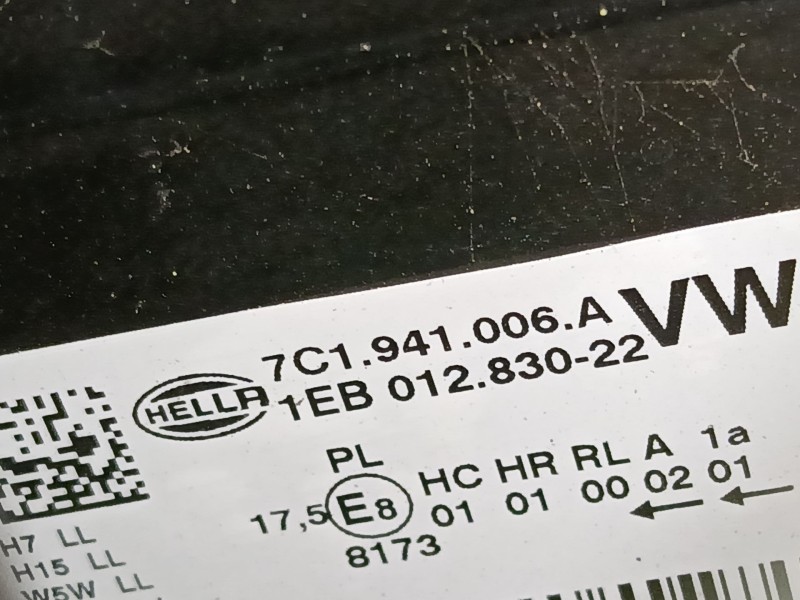 7C1.941.006.A VW
HELLA 1EB 012.830-22
PL
17,5 E8 HC HR RL A 1a
01 01 00 02 01
8173
H7 LL
H15 LL
W5W LL